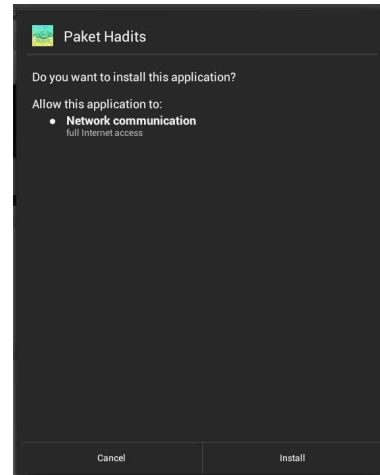 Paket Hadits
Do you want to install this application?
Allow this application to:
● Network communication
full Internet access
Cancel Install